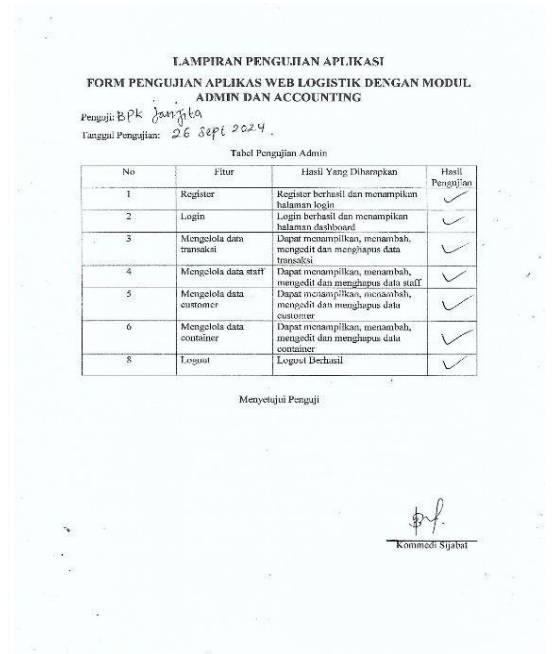 LAMPIRAN PENGUJIAN APLIKASI
FORM PENGUJIAN APLIKAS WEB LOGISTIK DENGAN MODUL
ADMIN DAN ACCOUNTING
Penguji: BPk
Tanggal Pengujian: 26 Sept 2024.
Tabel Pengujian Admin
No Fitur Hasil Yang Diharapkan Hasil
Pengujian
1 Register Register berhasil dan menampikan
halaman login
2 Login Login berhasil dan menampikan
halaman dashboard
3 Mengelola data Dapat menampilkan, menambah,
transaksi mengedit dan menghapus data
transaksi
4 Mengelola data staff Dapat menampilkan, menambah,
mengedit dan menghapus data staff
5 Mengelola data Dapat menampilkan, menambah,
customer mengedit dan menghapus data
customer
6 Mengelola data Dapat menampilkan, menambah,
container mengedit dan menghapus data
container
8 Logout Logout Berhasil
Menyetujui Penguji
Kommedi Sijabat